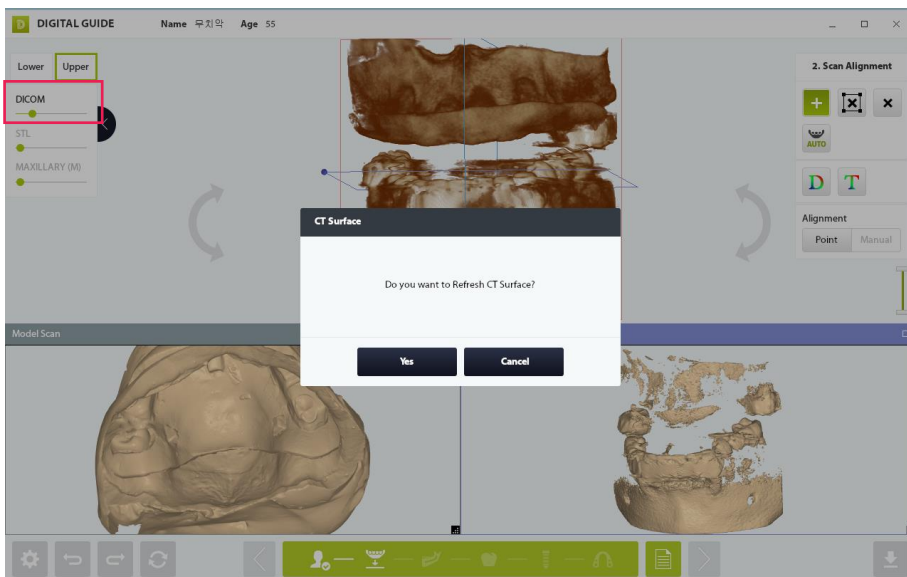 D DIGITAL GUIDE Name 무치악 Age 55
Lower Upper
2. Scan Alignment
DICOM
STL
AUTO
MAXILLARY (M)
D T
CT Surface
Alignment
Point Manual
Do you want to Refresh CT Surface?
Model Scan
Yes Cancel